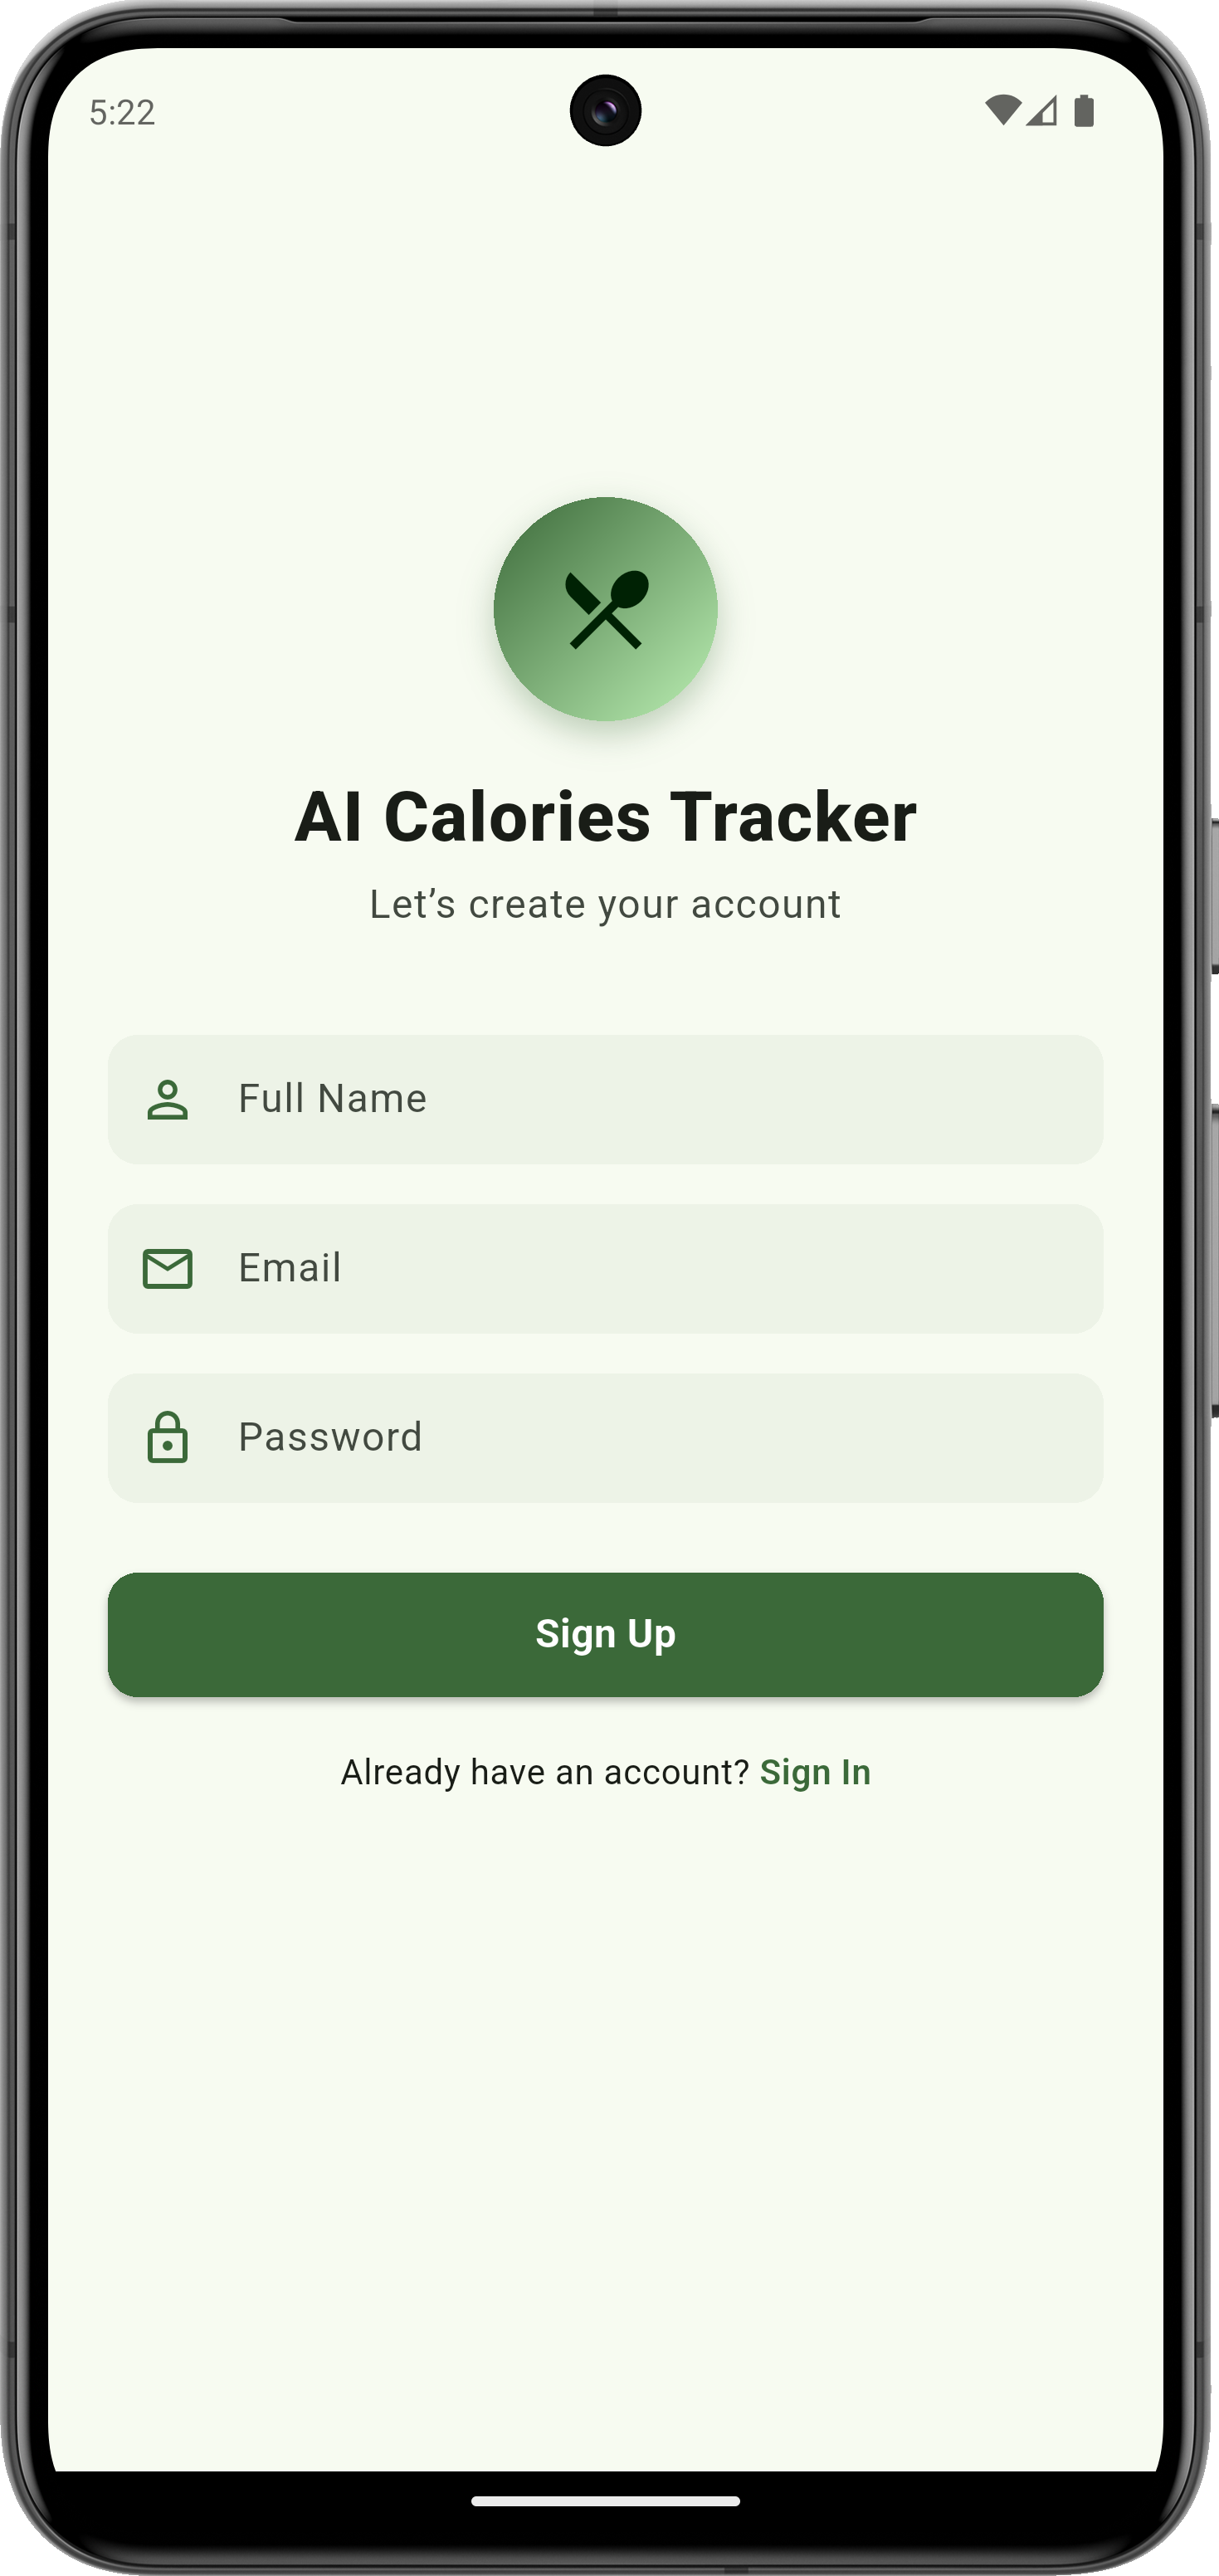 5:22
AI Calories Tracker
Let’s create your account
Full Name
Email
Password
Sign Up
Already have an account? Sign In